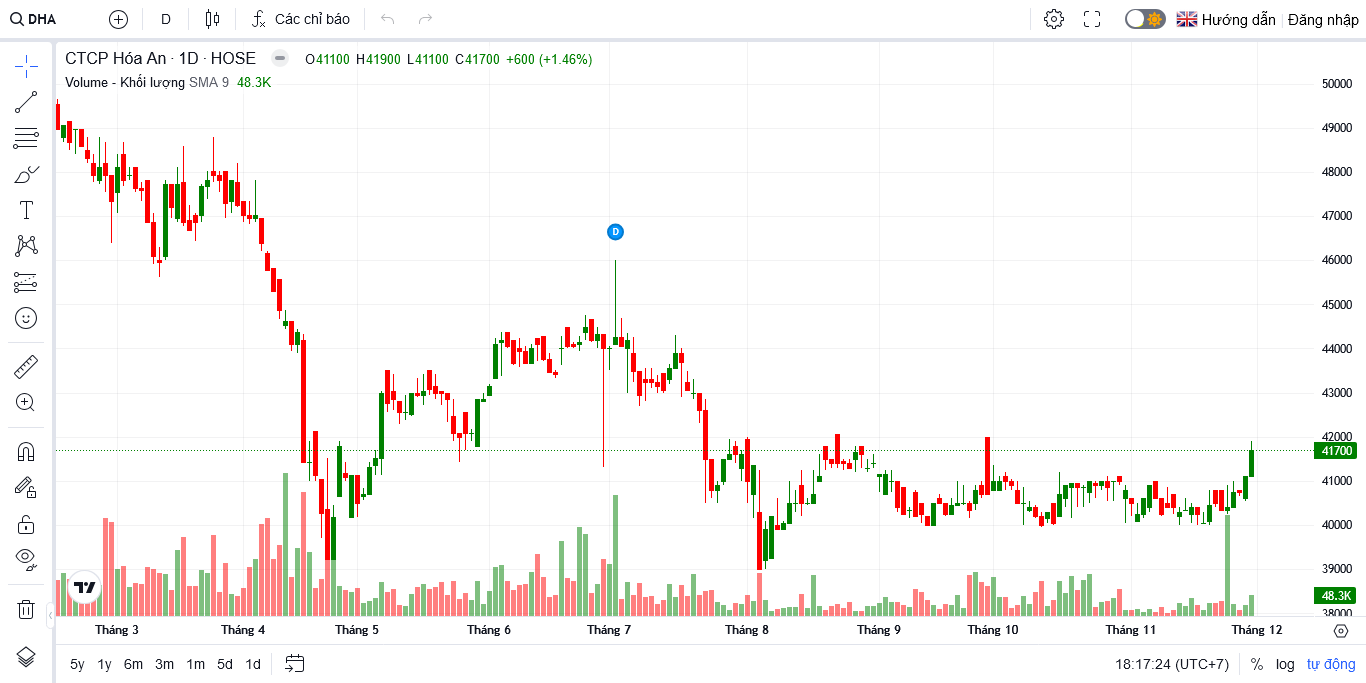 DHA D Các chỉ báo Hướng dẫn Đăng nhập
CTCP Hóa An · 1D · HOSE O41100 H41900 L41100 C41700 +600 (+1.46%)
Volume - Khối lượng SMA 9 48.3K
50000
49000
48000
47000
D
46000
45000
44000
43000
42000
41700
41000
40000
39000
48.3K
38000
Tháng 3 Tháng 4 Tháng 5 Tháng 6 Tháng 7 Tháng 8 Tháng 9 Tháng 10 Tháng 11 Tháng 12
5y 1y 6m 3m 1m 5d 1d 18:17:24 (UTC+7) % log tự động